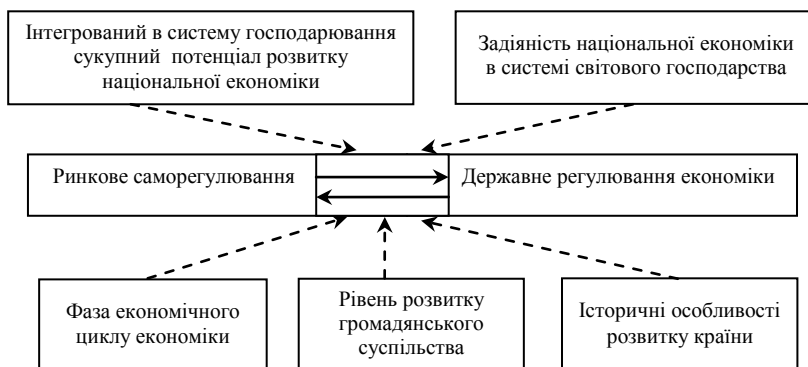 Інтегрований в систему господарювання
сукупний потенціал розвитку
національної економіки
Задіяність національної економіки
в системі світового господарства
Ринкове саморегулювання
Державне регулювання економіки
Фаза економічного
циклу економіки
Рівень розвитку
громадянського
суспільства
Історичні особливості
розвитку країни